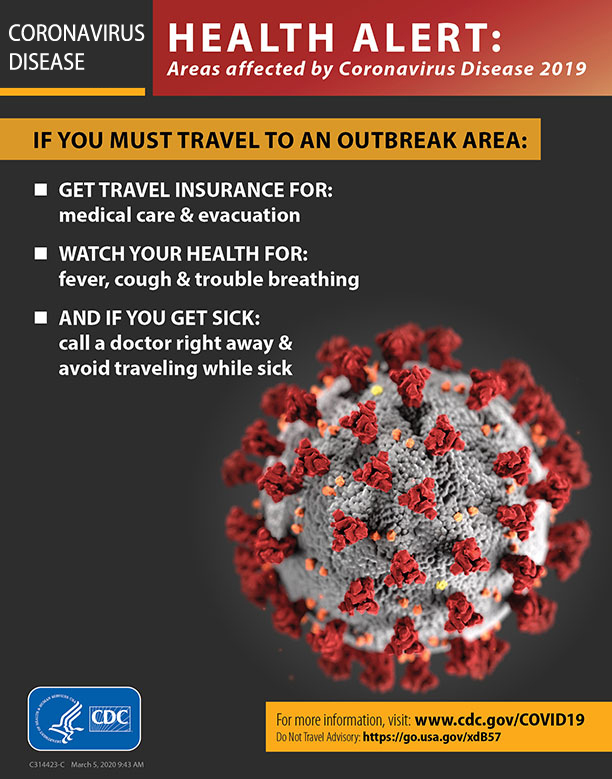 CORONAVIRUS
DISEASE
HEALTH ALERT:
Areas affected by Coronavirus Disease 2019
IF YOU MUST TRAVEL TO AN OUTBREAK AREA:
GET TRAVEL INSURANCE FOR:
medical care & evacuation
WATCH YOUR HEALTH FOR:
fever, cough & trouble breathing
AND IF YOU GET SICK:
call a doctor right away &
avoid traveling while sick
CDC
For more information, visit: www.cdc.gov/COVID19
Do Not Travel Advisory: https://go.usa.gov/xdB57
C314423-C March 5, 2020 9:43 AM